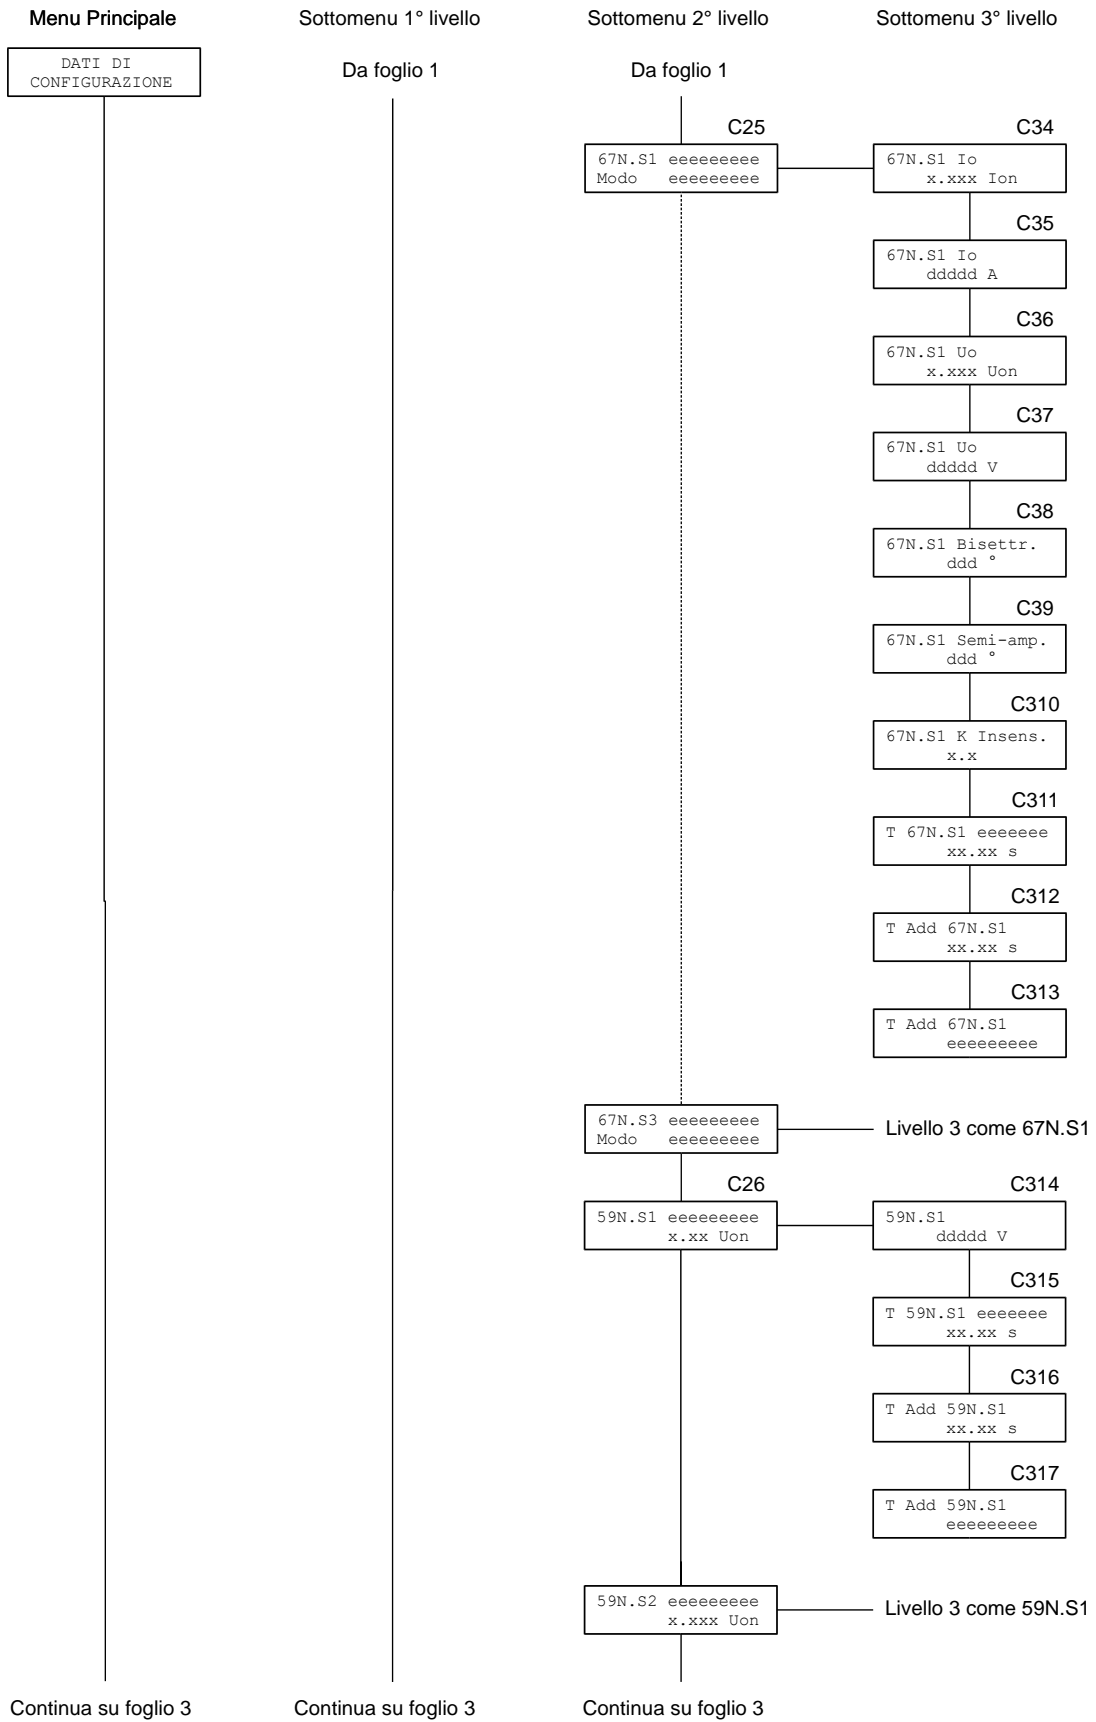 Menu Principale
Sottomenu 1° livello
Sottomenu 2° livello
Sottomenu 3° livello
DATI DI
CONFIGURAZIONE
Da foglio 1
Da foglio 1
C25
67N.S1 eeeeeeeee
Modo eeeeeeeee
C34
67N.S1 Io
x.xxx Ion
C35
67N.S1 Io
ddddd A
C36
67N.S1 Uo
x.xxx Uon
C37
67N.S1 Uo
ddddd V
C38
67N.S1 Bisettr.
ddd °
C39
67N.S1 Semi-amp.
ddd °
C310
67N.S1 K Insens.
x.x
C311
T 67N.S1 eeeeeee
xx.xx s
C312
T Add 67N.S1
xx.xx s
C313
T Add 67N.S1
eeeeeeeee
67N.S3 eeeeeeeee
Modo eeeeeeeee
Livello 3 come 67N.S1
C26
59N.S1 eeeeeeeee
x.xx Uon
C314
59N.S1
ddddd V
C315
T 59N.S1 eeeeeee
xx.xx s
C316
T Add 59N.S1
xx.xx s
C317
T Add 59N.S1
eeeeeeeee
59N.S2 eeeeeeeee
x.xxx Uon
Livello 3 come 59N.S1
Continua su foglio 3
Continua su foglio 3
Continua su foglio 3